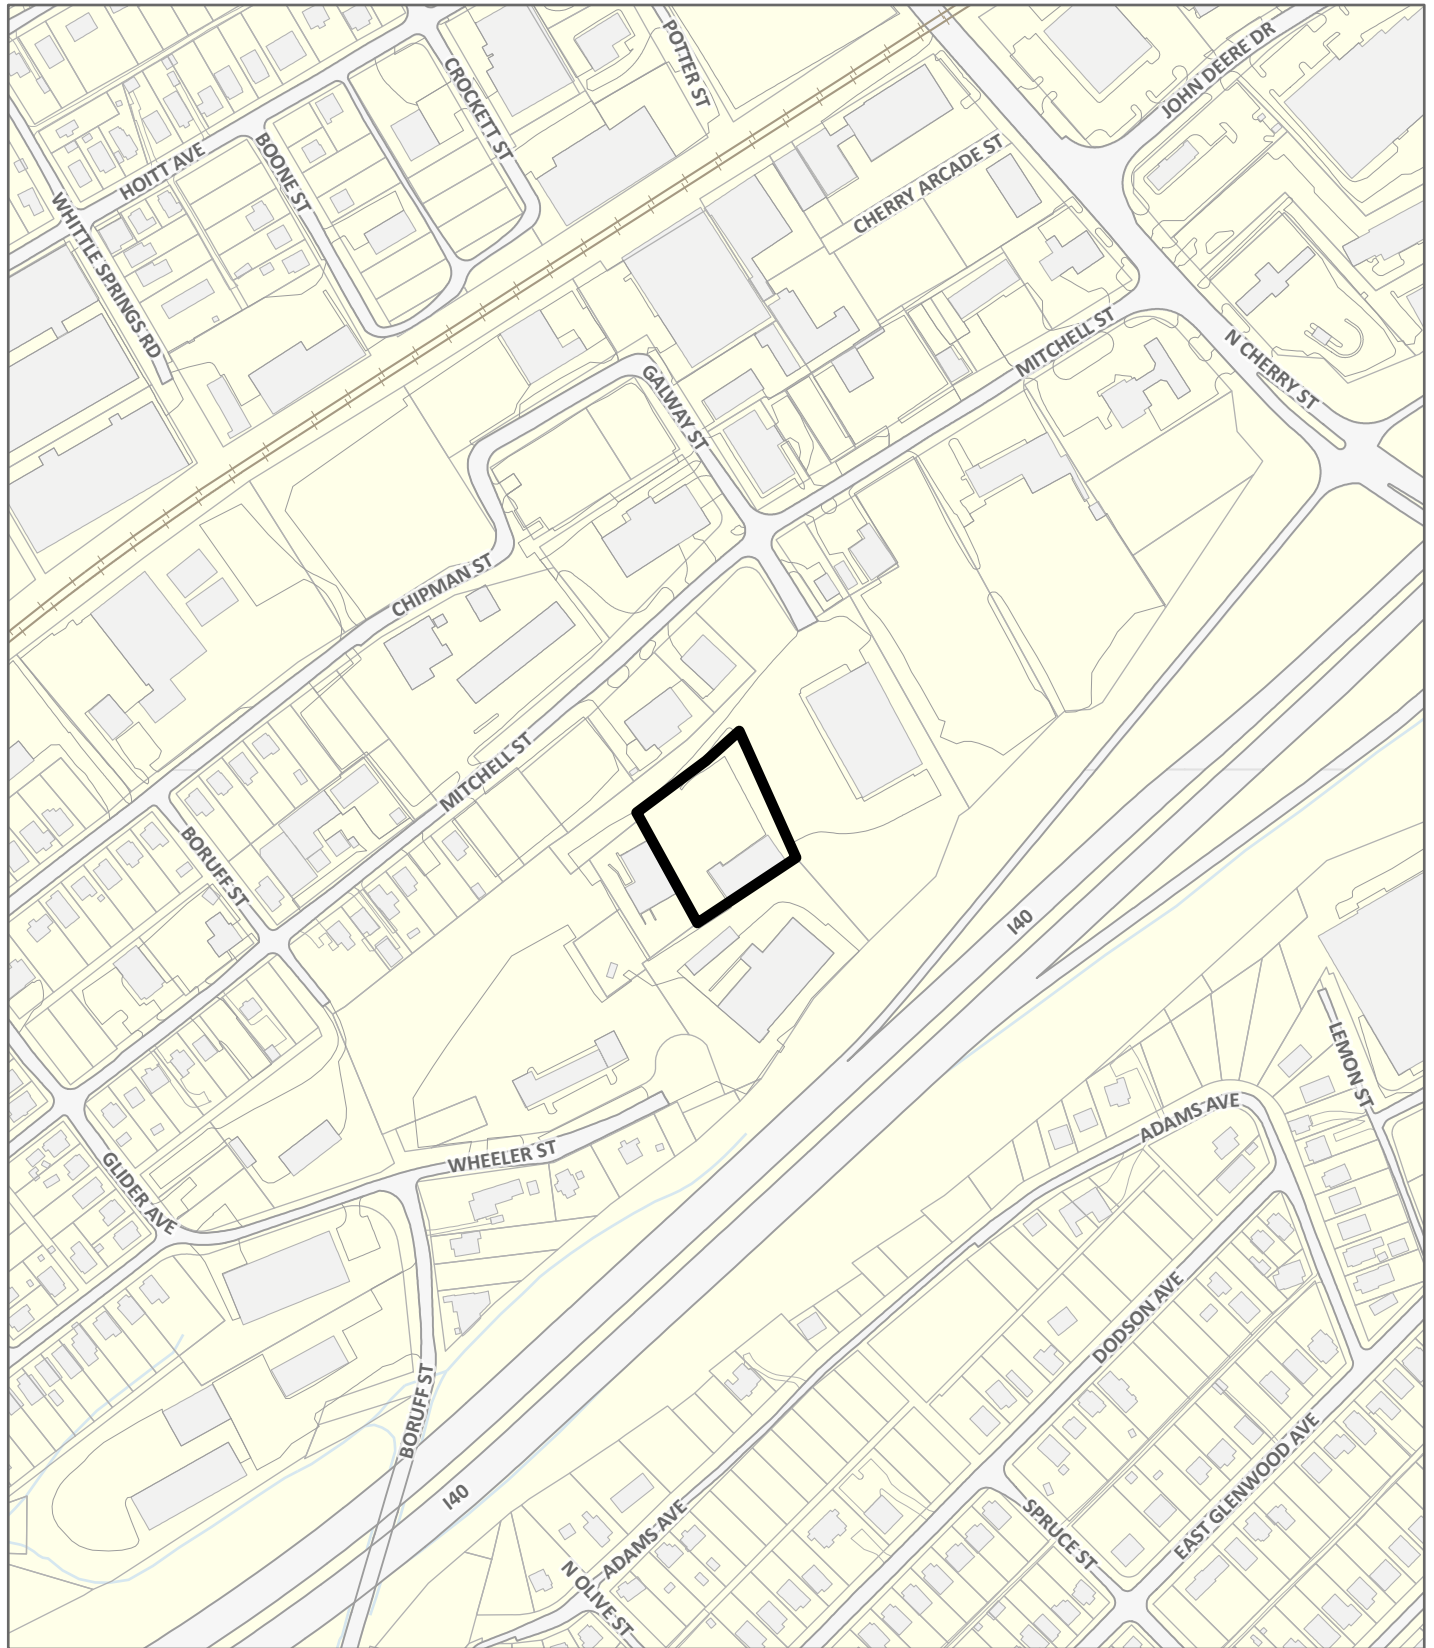 POTTER ST
CROCKETT ST
JOHN DEERE DR
HOITT AVE
BOONE ST
CHERRY ARCADE ST
WHITTLE SPRINGS RD
MITCHELL ST
N CHERRY ST
GALWAY ST
CHIPMAN ST
MITCHELL ST
BORUFF ST
I40
LEMON ST
ADAMS AVE
WHEELER ST
GLIDER AVE
DODSON AVE
BORUFF ST
EAST GLENWOOD AVE
I40
SPRUCE ST
ADAMS AVE
N OLIVE ST